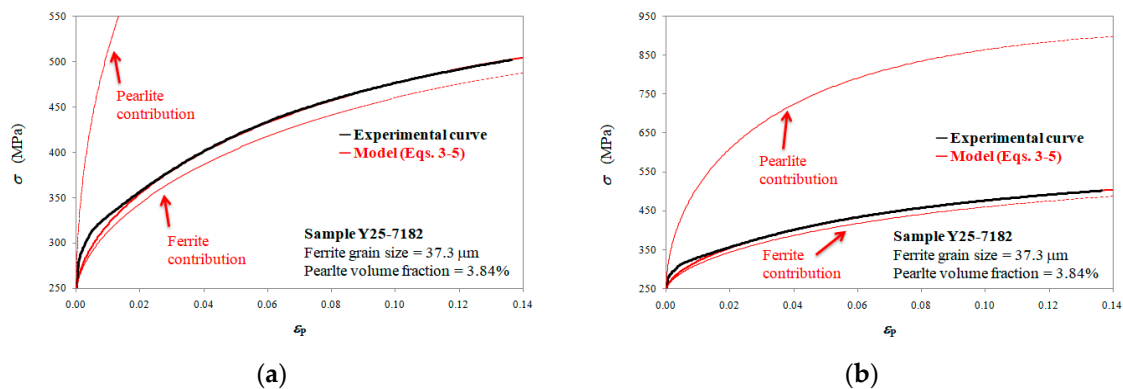 550
500
450
400
350
300
250
σ (MPa)
Pearlite
contribution
Experimental curve
Model (Eqs. 3-5)
Ferrite
contribution
Sample Y25-7182
Ferrite grain size = 37.3 μm
Pearlte volume fraction = 3.84%
0.00 0.02 0.04 0.06 0.08 0.10 0.12 0.14
εP
(a)
950
850
750
650
550
450
350
250
σ (MPa)
Pearlite
contribution
Experimental curve
Model (Eqs. 3-5)
Ferrite
contribution
Sample Y25-7182
Ferrite grain size = 37.3 μm
Pearlte volume fraction = 3.84%
0.00 0.02 0.04 0.06 0.08 0.10 0.12 0.14
εP
(b)